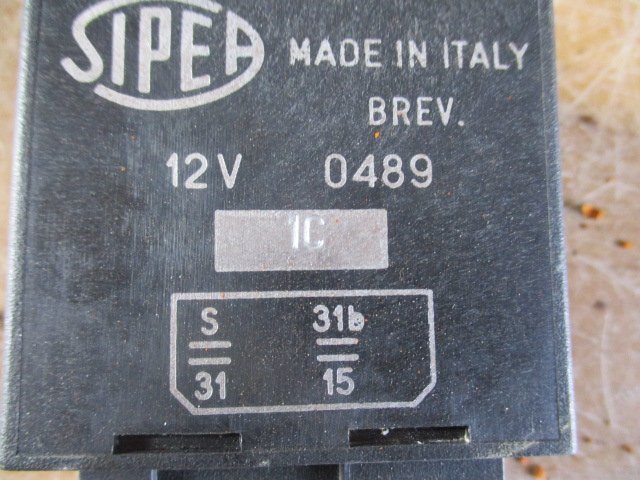 SIPEA MADE IN ITALY
BREV.
12V 0489
1C
S 31b
31 15